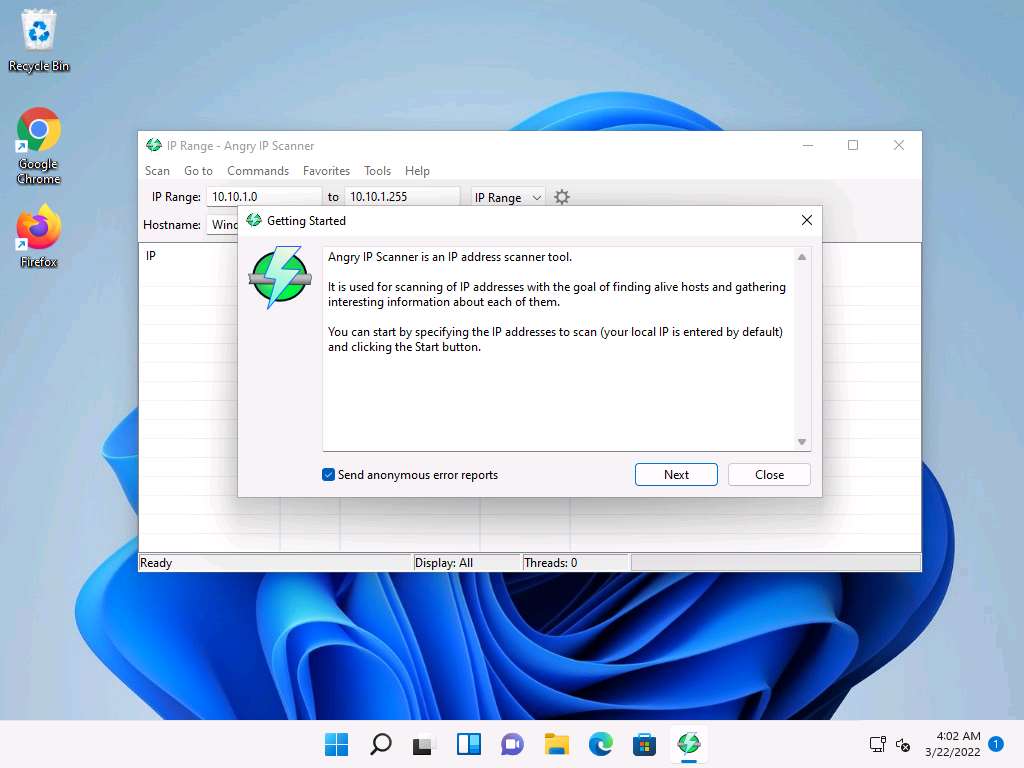 Recycle Bin
Google
Chrome
Firefox
IP Range - Angry IP Scanner
Scan Go to Commands Favorites Tools Help
IP Range: 10.10.1.0 to 10.10.1.255 IP Range
Hostname: Wind
IP
Getting Started
Angry IP Scanner is an IP address scanner tool.
It is used for scanning of IP addresses with the goal of finding alive hosts and gathering
interesting information about each of them.
You can start by specifying the IP addresses to scan (your local IP is entered by default)
and clicking the Start button.
Send anonymous error reports Next Close
Ready Display: All Threads: 0
4:02 AM
3/22/2022 1